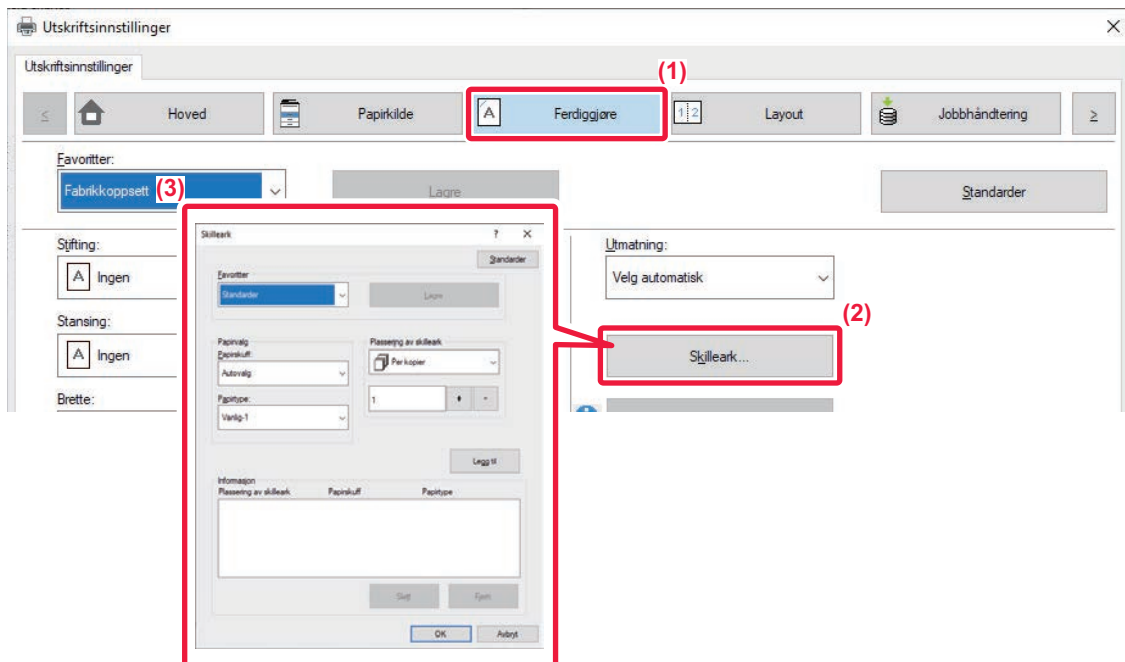 Utskriftsinnstillinger
Utskriftsinnstillinger
(1)
≤ Hoved Papirkilde A Ferdiggjøre 1 2 Layout Jobbhåndtering ≥
Favoritter:
Fabrikkoppsett (3) Lagre Standarder
Stifting:
A Ingen
Stansing:
A Ingen
Brette:
Utmatning:
Velg automatisk
(2)
Skilleark...
Skilleark ? ×
Standarder
Favoritter
Standarder Lagre
Papirvalg
Papirskuff:
Autovalg
Papirtype:
Vanlig-1
Plassering av skilleark
Per kopier
1 + -
Legg til
Informasjon
Plassering av skilleark Papirskuff Papirtype
Slett Fjern
OK Avbryt